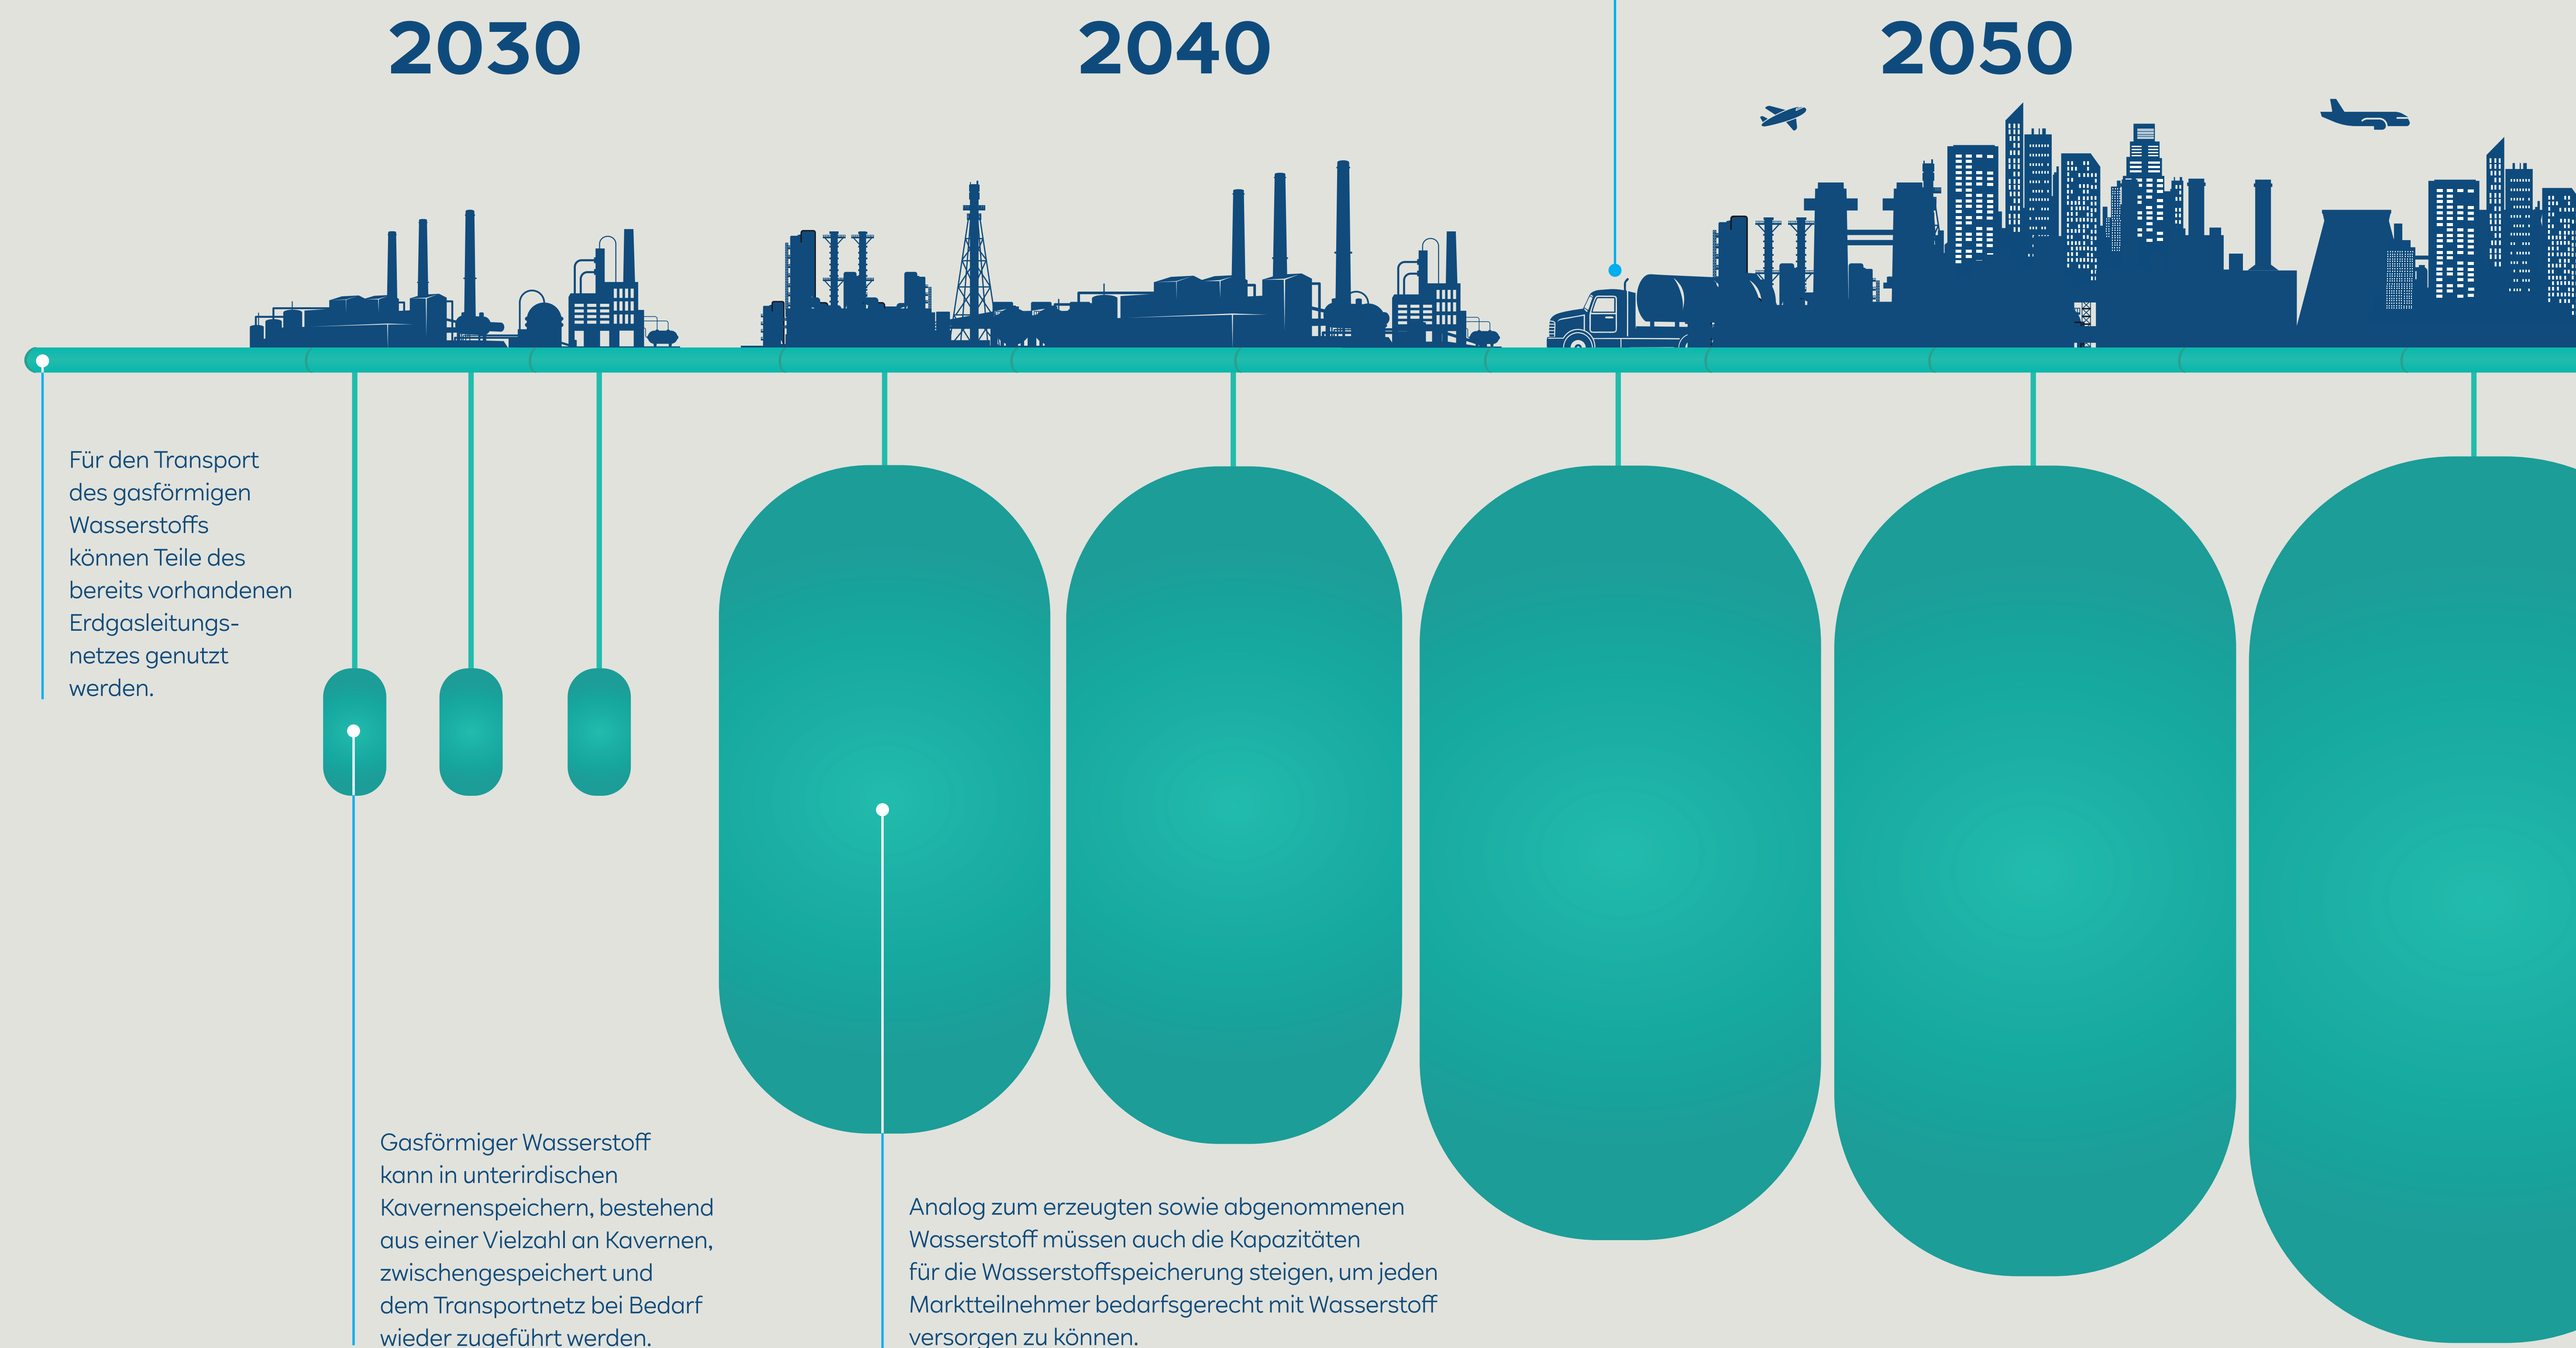 2030
2040
2050
Für den Transport
des gasförmigen
Wasserstoffs
können Teile des
bereits vorhandenen
Erdgasleitungs-
netzes genutzt
werden.
Gasförmiger Wasserstoff
kann in unterirdischen
Kavernenspeichern, bestehend
aus einer Vielzahl an Kavernen,
zwischengespeichert und
dem Transportnetz bei Bedarf
wieder zugeführt werden.
Analog zum erzeugten sowie abgenommenen
Wasserstoff müssen auch die Kapazitäten
für die Wasserstoffspeicherung steigen, um jeden
Marktteilnehmer bedarfsgerecht mit Wasserstoff
versorgen zu können.